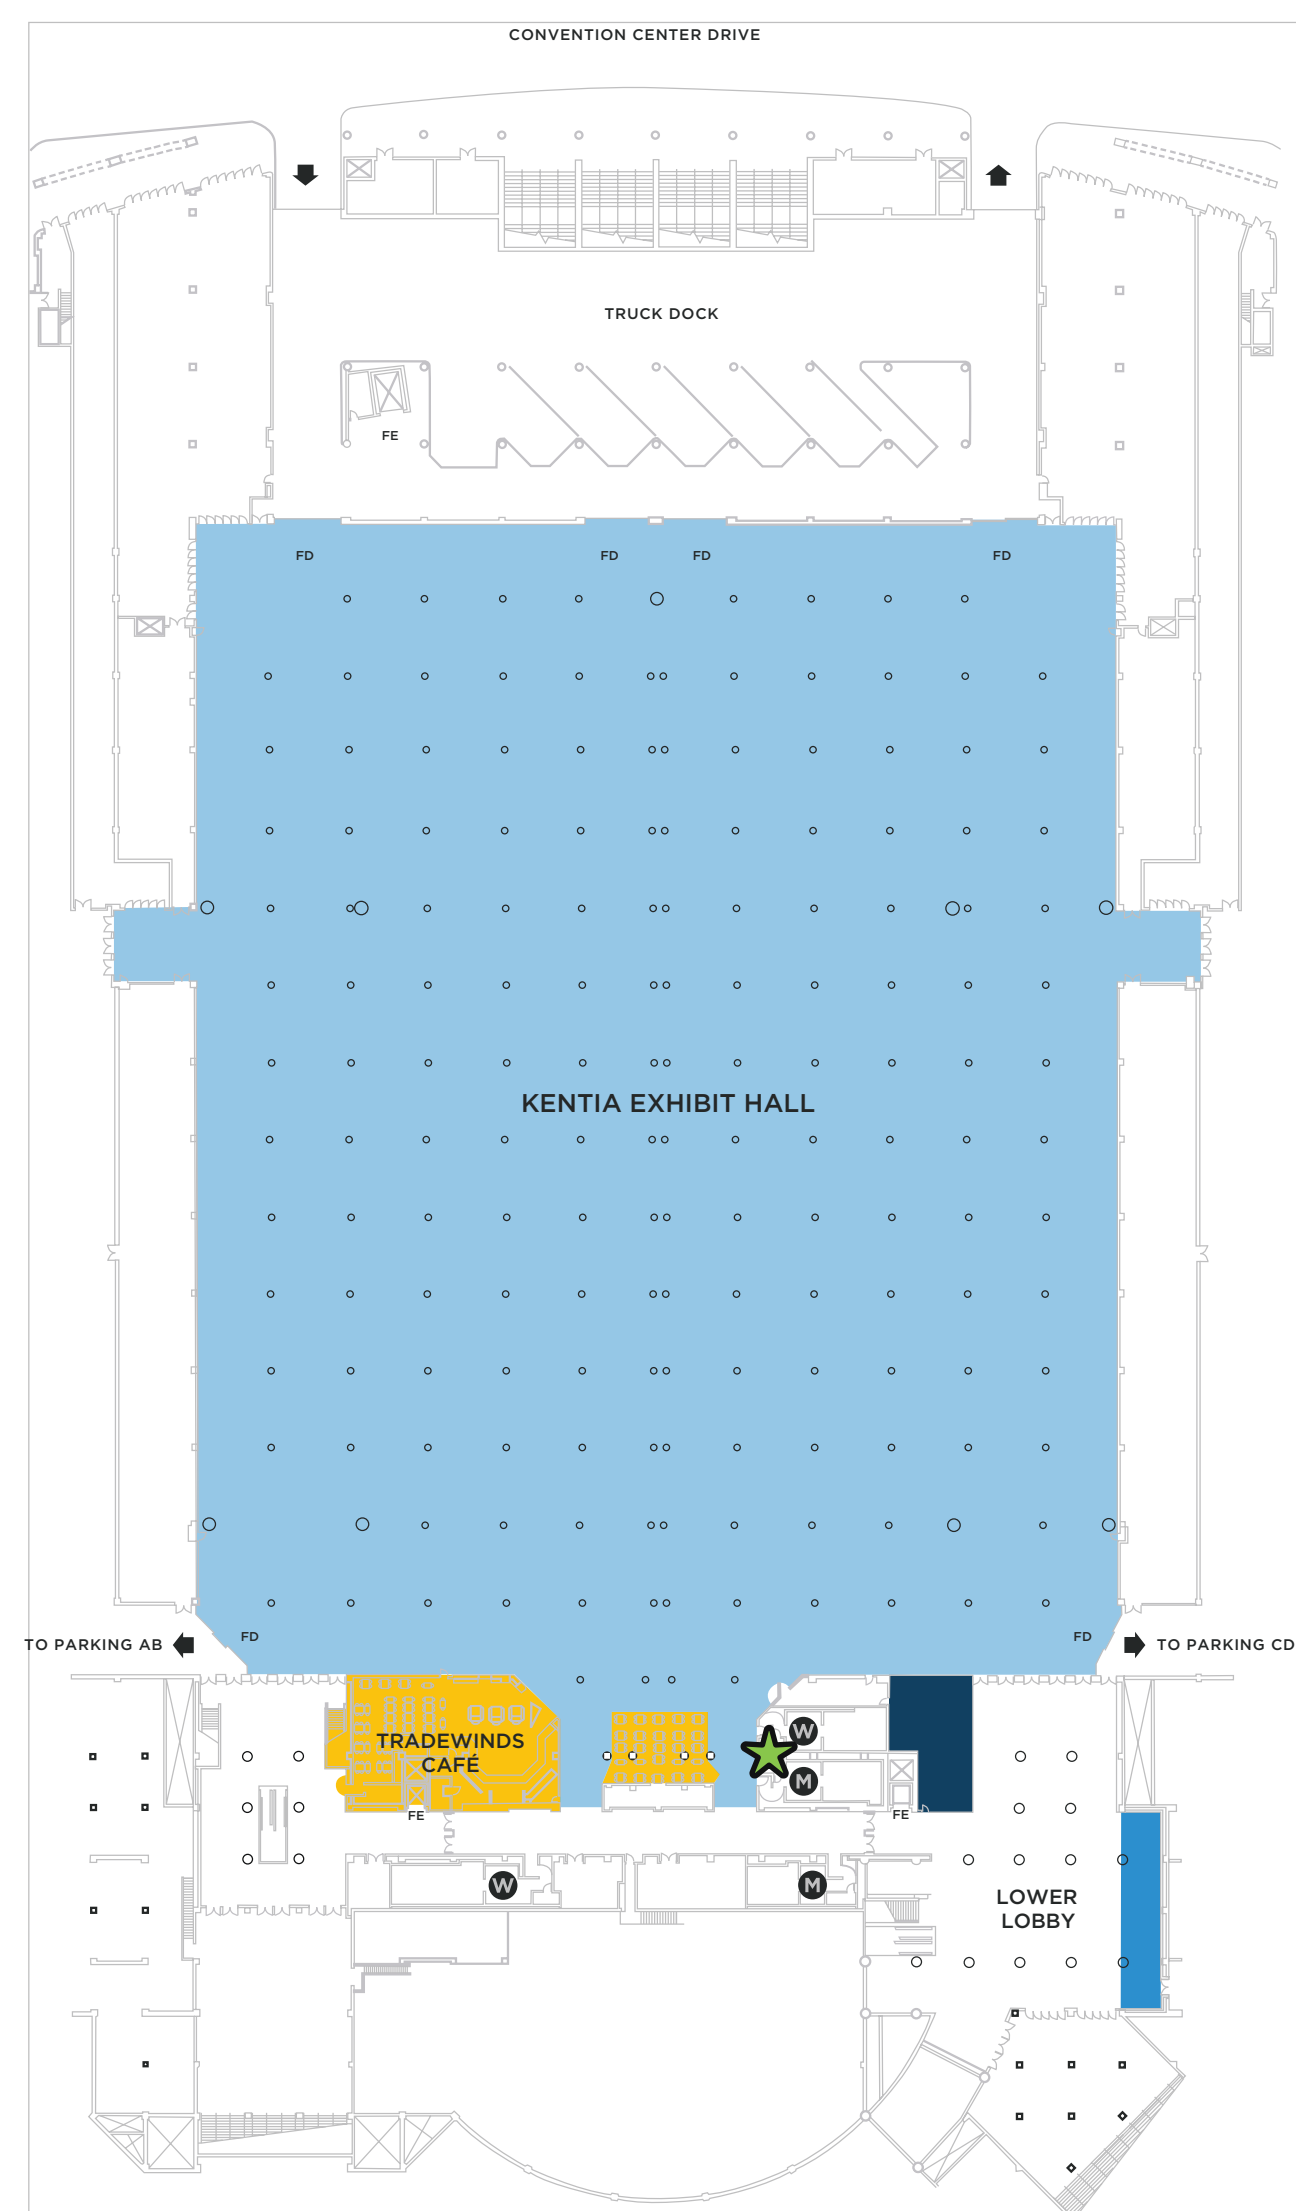 CONVENTION CENTER DRIVE
TRUCK DOCK
FE
FD
FD
FD
FD
KENTIA EXHIBIT HALL
FD
FD
TO PARKING AB
TO PARKING CD
TRADEWINDS
CAFÉ
W
M
FE
FE
W
M
LOWER
LOBBY